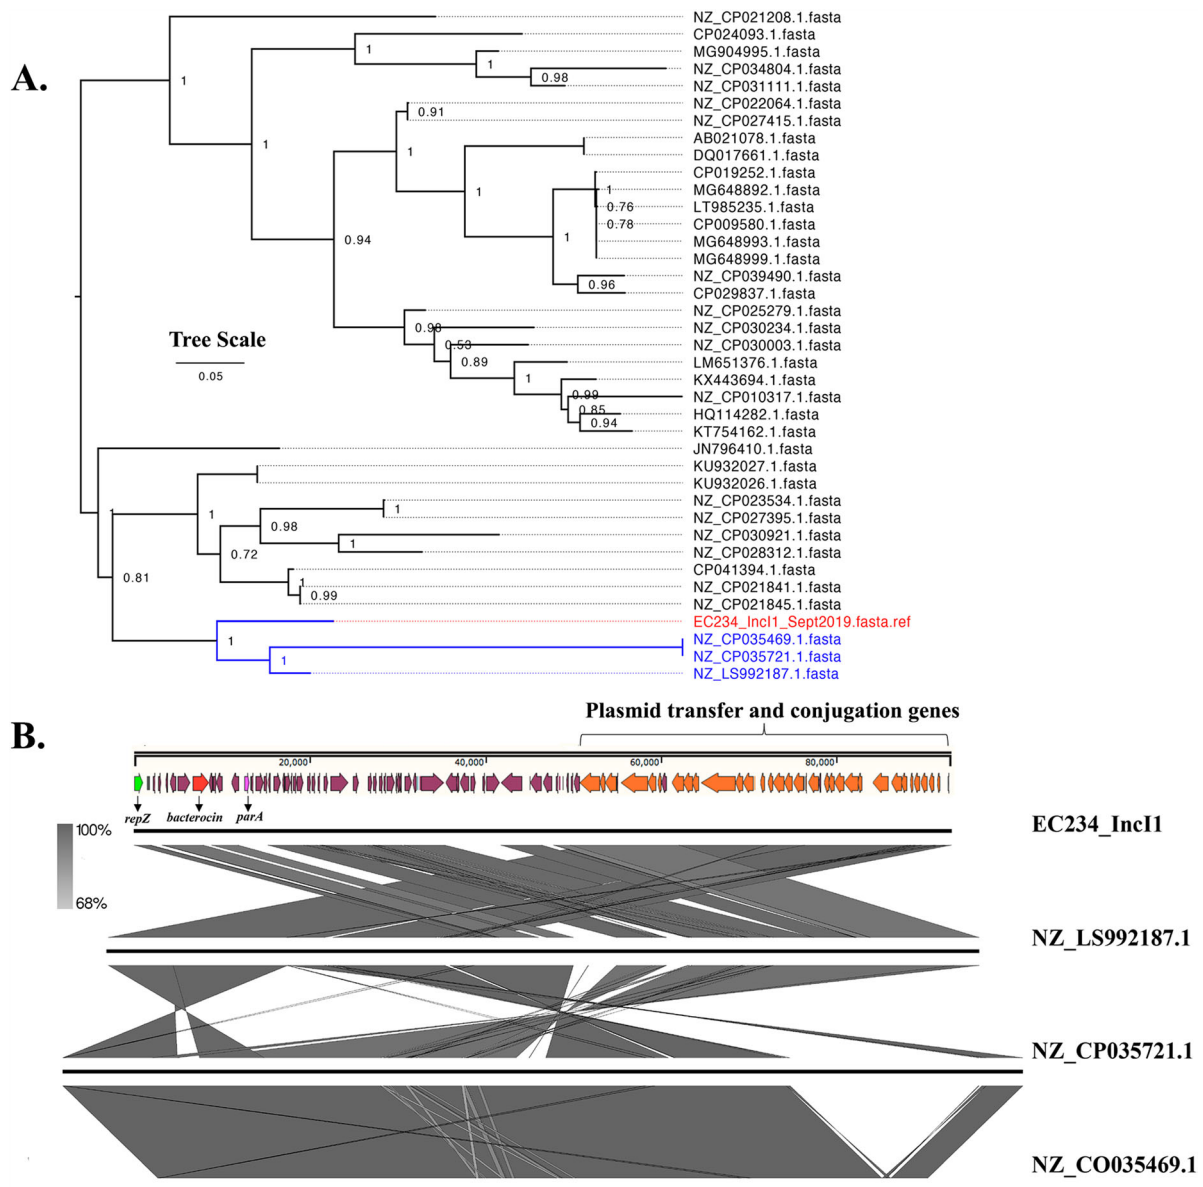 A.
NZ_CP021208.1.fasta
CP024093.1.fasta
1
MG904995.1.fasta
1
1
NZ_CP034804.1.fasta
0.98
1
NZ_CP031111.1.fasta
NZ_CP022064.1.fasta
0.91
NZ_CP027415.1.fasta
AB021078.1.fasta
1
1
DQ017661.1.fasta
CP019252.1.fasta
1
1
MG648892.1.fasta
0.76
LT985235.1.fasta
0.78
CP009580.1.fasta
0.94
1
MG648993.1.fasta
MG648999.1.fasta
NZ_CP039490.1.fasta
0.96
CP029837.1.fasta
NZ_CP025279.1.fasta
0.98
NZ_CP030234.1.fasta
Tree Scale
0.53
NZ_CP030003.1.fasta
0.89
LM651376.1.fasta
0.05
1
KX443694.1.fasta
0.99
NZ_CP010317.1.fasta
0.85
HQ114282.1.fasta
0.94
KT754162.1.fasta
JN796410.1.fasta
KU932027.1.fasta
KU932026.1.fasta
NZ_CP023534.1.fasta
1
1
1
NZ_CP027395.1.fasta
0.98
NZ_CP030921.1.fasta
1
0.72
NZ_CP028312.1.fasta
CP041394.1.fasta
0.81
1
NZ_CP021841.1.fasta
0.99
NZ_CP021845.1.fasta
EC234_IncI1_Sept2019.fasta.ref
1
NZ_CP035469.1.fasta
1
NZ_CP035721.1.fasta
NZ_LS992187.1.fasta
B.
Plasmid transfer and conjugation genes
20,000
40,000
60,000
80,000
repZ
bacterocin
parA
EC234_IncI1
100%
68%
NZ_LS992187.1
NZ_CP035721.1
NZ_CO035469.1